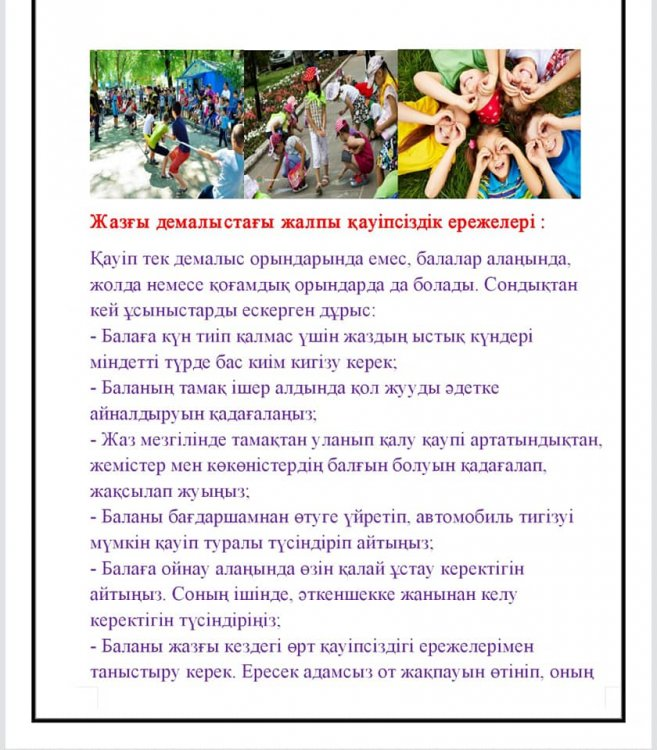 Жазғы демалыстағы жалпы қауіпсіздік ережелері :
Қауіп тек демалыс орындарында емес, балалар алаңында,
жолда немесе қоғамдық орындарда да болады. Сондықтан
кей ұсыныстарды ескерген дұрыс:
- Балаға күн тиіп қалмас үшін жаздың ыстық күндері
міндетті түрде бас киім кигізу керек;
- Баланың тамақ ішер алдында қол жууды әдетке
айналдыруын қадағалаңыз;
- Жаз мезгілінде тамақтан уланып қалу қаупі артатындықтан,
жемістер мен көкөністердің балғын болуын қадағалап,
жақсылап жуыңыз;
- Баланы бағдаршамнан өтуге үйретіп, автомобиль тигізуі
мүмкін қауіп туралы түсіндіріп айтыңыз;
- Балаға ойнау алаңында өзін қалай ұстау керектігін
айтыңыз. Соның ішінде, әткеншекке жанынан келу
керектігін түсіндіріңіз;
- Баланы жазғы кездегі өрт қауіпсіздігі ережелерімен
таныстыру керек. Ересек адамсыз от жақпауын өтініп, оның